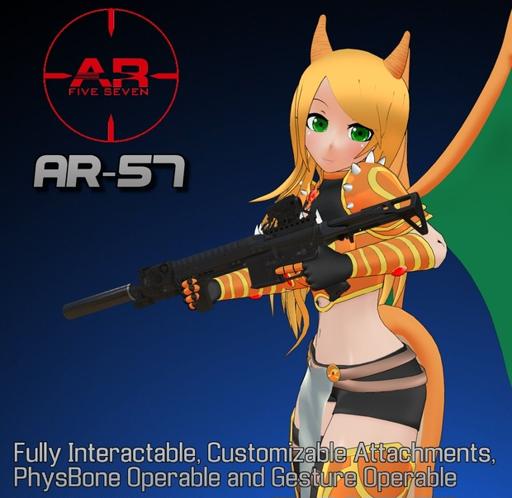 AR
FIVE SEVEN
AR-57
Fully Interactable, Customizable Attachments,
PhysBone Operable and Gesture Operable